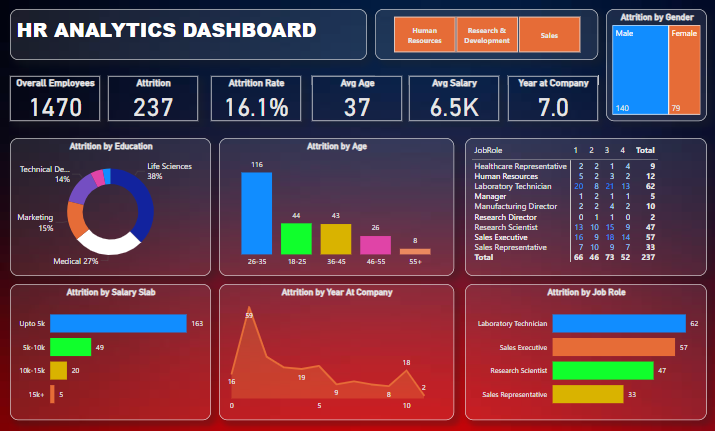 HR ANALYTICS DASHBOARD
Human
Resources
Research &
Development
Sales
Attrition by Gender
Male
Female
140
79
Overall Employees
1470
Attrition
237
Attrition Rate
16.1%
Avg Age
37
Avg Salary
6.5K
Year at Company
7.0
Attrition by Education
Technical De...
14%
Life Sciences
38%
Marketing
15%
Medical 27%
Attrition by Age
116
44
43
26
8
26-35
18-25
36-45
46-55
55+
JobRole 1 2 3 4 Total
Healthcare Representative 2 2 1 4 9
Human Resources 5 2 3 2 12
Laboratory Technician 20 8 21 13 62
Manager 1 2 1 1 5
Manufacturing Director 2 2 4 2 10
Research Director 0 1 1 0 2
Research Scientist 13 10 15 9 47
Sales Executive 16 9 18 14 57
Sales Representative 7 10 9 7 33
Total 66 46 73 52 237
Attrition by Salary Slab
Upto 5k 163
5k-10k 49
10k-15k 20
15k+ 5
Attrition by Year At Company
59
16
19
9
8
18
2
0 5 10
Attrition by Job Role
Laboratory Technician 62
Sales Executive 57
Research Scientist 47
Sales Representative 33